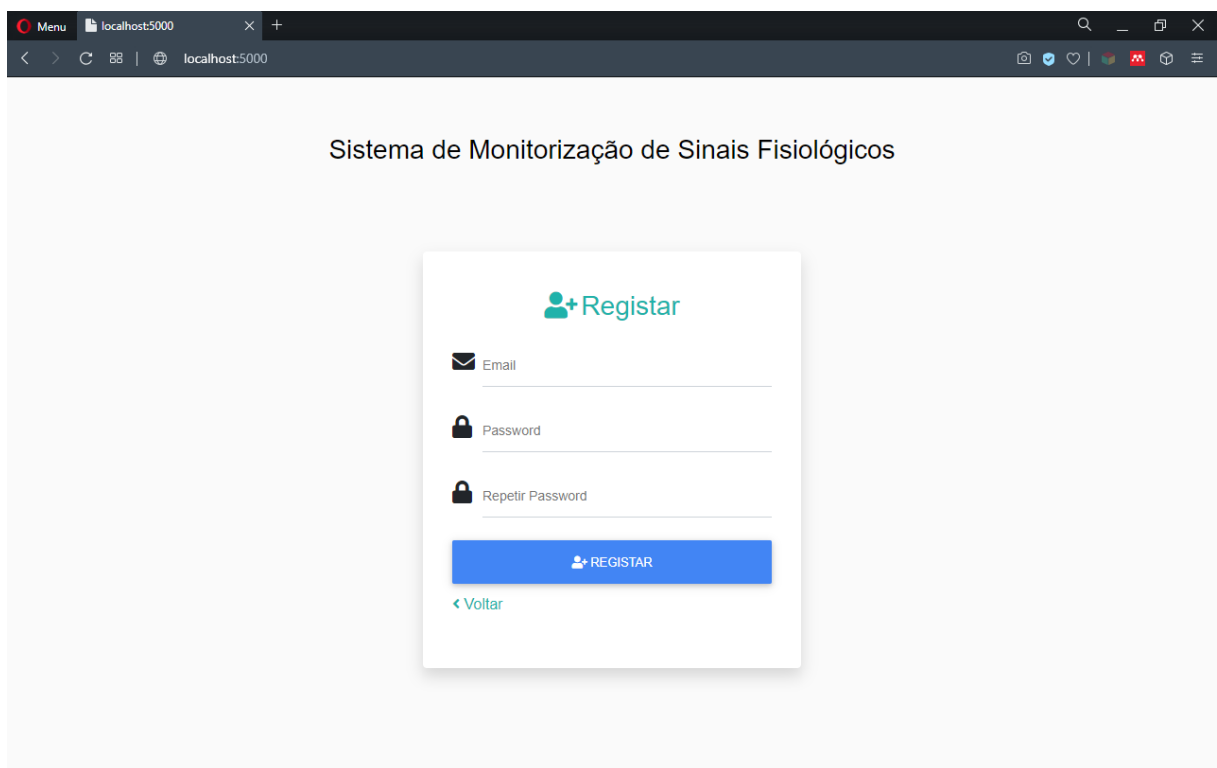 Menu
localhost:5000
localhost:5000
Sistema de Monitorização de Sinais Fisiológicos
Registar
Email
Password
Repetir Password
REGISTAR
Voltar